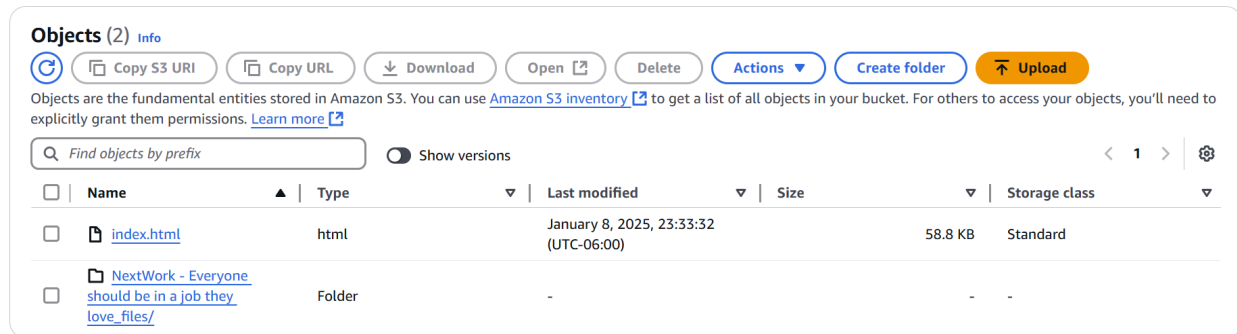 Objects (2) Info
Copy S3 URI Copy URL Download Open Delete Actions Create folder Upload
Objects are the fundamental entities stored in Amazon S3. You can use Amazon S3 inventory to get a list of all objects in your bucket. For others to access your objects, you'll need to
explicitly grant them permissions. Learn more
Find objects by prefix Show versions 1
Name Type Last modified Size Storage class
index.html html January 8, 2025, 23:33:32 (UTC-06:00) 58.8 KB Standard
NextWork - Everyone
should be in a job they Folder - - -
love_files/